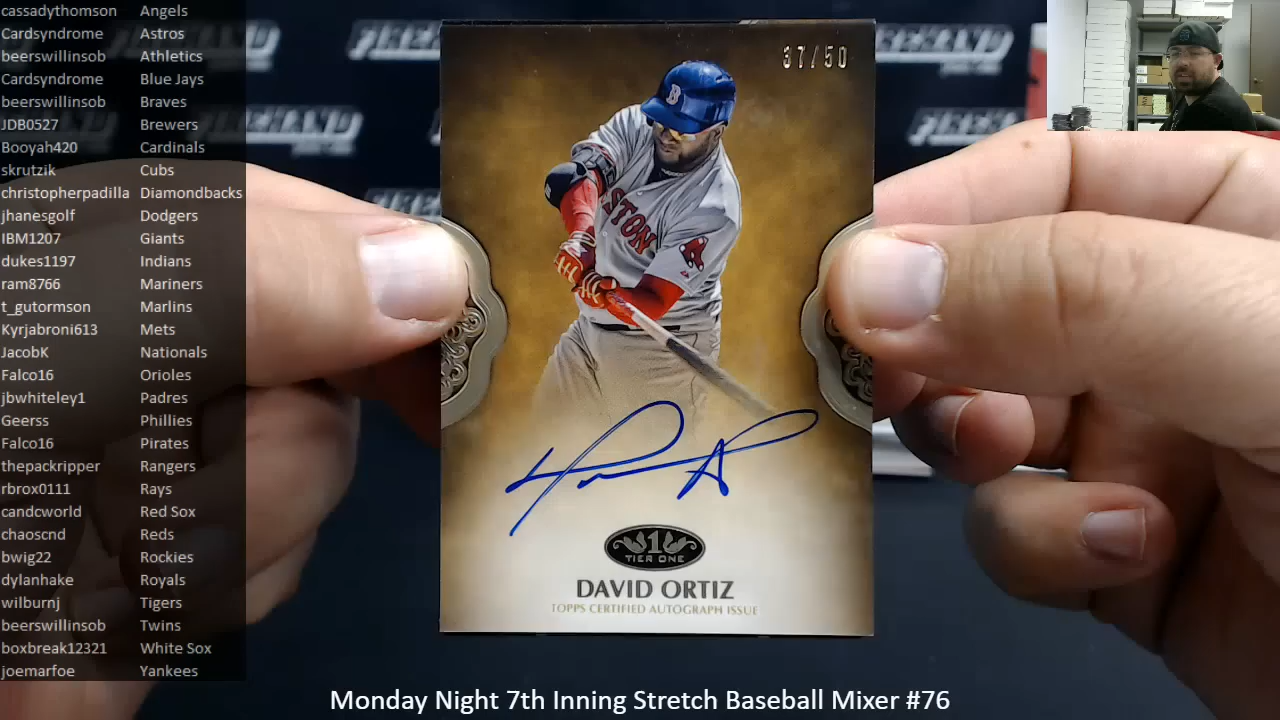 cassadythomson Angels
Cardsyndrome Astros
beerswillinsob Athletics
Cardsyndrome Blue Jays
beerswillinsob Braves
JDB0527 Brewers
Booyah420 Cardinals
skrutzik Cubs
christopherpadilla Diamondbacks
jhanesgolf Dodgers
IBM1207 Giants
dukes1197 Indians
ram8766 Mariners
t_gutormson Marlins
Kyrjabroni613 Mets
JacobK Nationals
Falco16 Orioles
jbwhiteley1 Padres
Geerss Phillies
Falco16 Pirates
thepackripper Rangers
rbrox0111 Rays
candcworld Red Sox
chaoscnd Reds
bwig22 Rockies
dylanhake Royals
wilburnj Tigers
beerswillinsob Twins
boxbreak12321 White Sox
joemarfoe Yankees
37/50
B
STON
1
TIER ONE
DAVID ORTIZ
TOPPS CERTIFIED AUTOGRAPH ISSUE
Monday Night 7th Inning Stretch Baseball Mixer #76